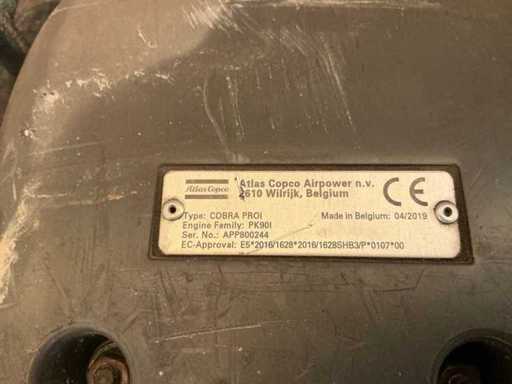 Atlas Copco
Atlas Copco Airpower n.v.
2610 Wilrijk, Belgium
CE
Type: COBRA PROI
Made in Belgium: 04/2019
Engine Family: PK90I
Ser. No.: APP800244
EC-Approval: E5*2016/1628*2016/1628SHB3/P*0107*00